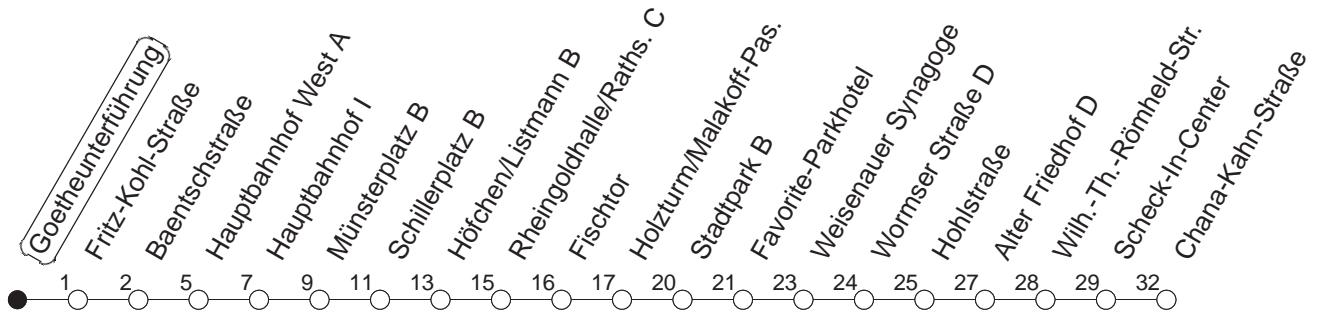 Goetheunterführung
Fritz-Kohl-Straße
Baentschstraße
Hauptbahnhof West A
Hauptbahnhof I
Münsterplatz B
Schillerplatz B
Höfchen/Listmann B
Rheingoldhalle/Raths. C
Fischtor
Holzturm/Malakoff-Pas.
Stadtpark B
Favorite-Parkhotel
Weisenauer Synagoge
Wormser Straße D
Hohlstraße
Alter Friedhof D
Wilh.-Th.-Römheld-Str.
Scheck-In-Center
Chana-Kahn-Straße
1 2 5 7 9 11 13 15 16 17 20 21 23 24 25 27 28 29 32